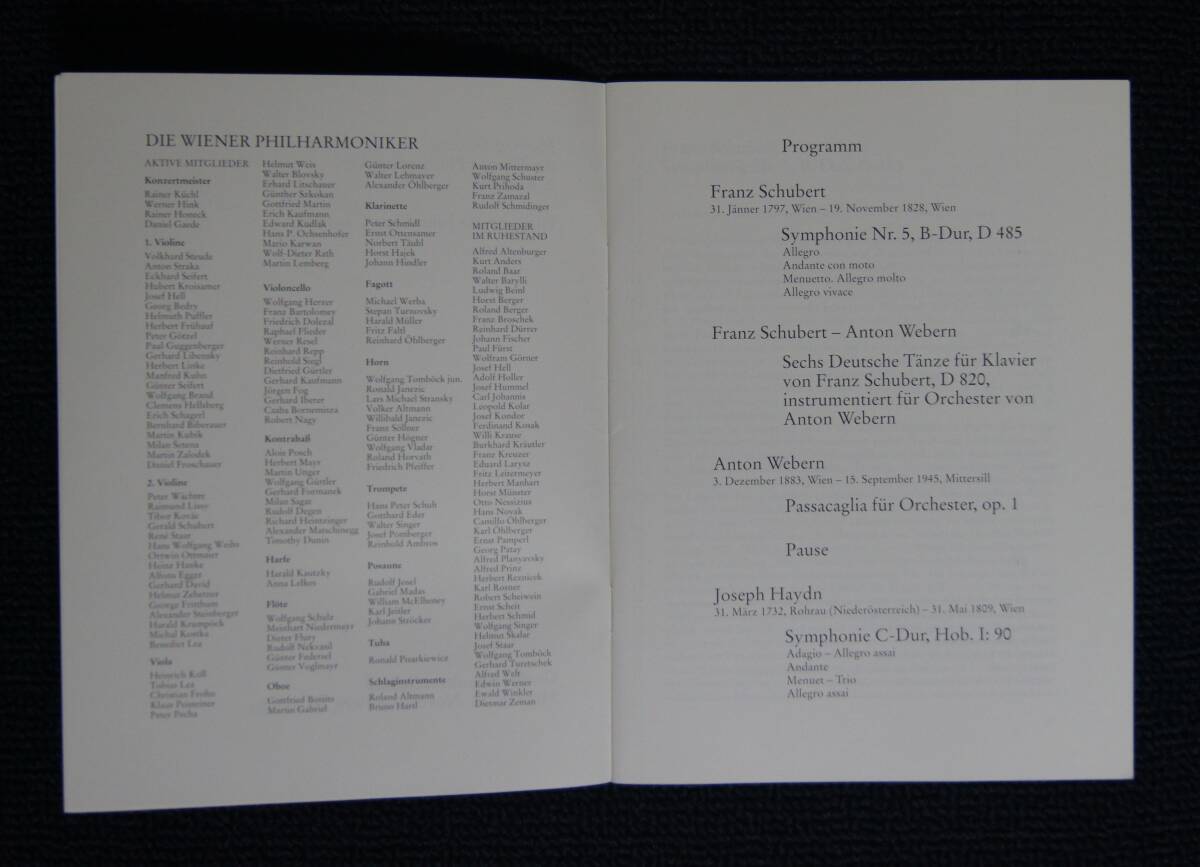 DIE WIENER PHILHARMONIKER
AKTIVE MITGLIEDER
Konzertmeister
Rainer Küchl
Werner Hink
Rainer Honeck
Daniel Gaede
1. Violine
Volkhard Steude
Anton Straka
Eckhard Seifert
Hubert Kroisamer
Josef Hell
Georg Bedry
Helmuth Puffler
Herbert Frühauf
Peter Götzel
Paul Guggenberger
Gerhard Libensky
Herbert Linke
Manfred Kuhn
Günter Seifert
Wolfgang Brand
Clemens Hellsberg
Erich Schagerl
Bernhard Biberauer
Martin Kubik
Milan Setena
Martin Zalodek
Daniel Froschauer
2. Violine
Peter Wächter
Raimund Lissy
Tibor Kovác
Gerald Schubert
René Staar
Hans Wolfgang Weihs
Ortwin Ottmaier
Heinz Hanke
Alfons Egger
Gerhard David
Helmut Zehetner
George Fritthum
Alexander Steinberger
Harald Krumpöck
Michal Kostka
Benedict Lea
Viola
Heinrich Koll
Tobias Lea
Christian Frohn
Klaus Peisteiner
Peter Pecha
Helmut Weis
Walter Blovsky
Erhard Litschauer
Günther Szkokan
Gottfried Martin
Erich Kaufmann
Edward Kudlak
Hans P. Ochsenhofer
Mario Karwan
Wolf-Dieter Rath
Martin Lemberg
Violoncello
Wolfgang Herzer
Franz Bartolomey
Friedrich Dolezal
Raphael Flieder
Werner Resel
Reinhard Repp
Reinhold Siegl
Dietfried Gürtler
Gerhard Kaufmann
Jörgen Fog
Gerhard Iberer
Csaba Bornemisza
Robert Nagy
Kontrabaß
Alois Posch
Herbert Mayr
Martin Unger
Wolfgang Gürtler
Gerhard Formanek
Milan Sagat
Rudolf Degen
Richard Heintzinger
Alexander Matschinegg
Timothy Dunin
Harfe
Harald Kautzky
Anna Lelkes
Flöte
Wolfgang Schulz
Meinhart Niedermayr
Dieter Flury
Rudolf Nekvasil
Günter Federsel
Günter Voglmayr
Oboe
Gottfried Boisits
Martin Gabriel
Günter Lorenz
Walter Lehmayer
Alexander Öhlberger
Klarinette
Peter Schmidl
Ernst Ottensamer
Norbert Täubl
Horst Hajek
Johann Hindler
Fagott
Michael Werba
Stepan Turnovsky
Harald Müller
Fritz Faltl
Reinhard Öhlberger
Horn
Wolfgang Tomböck jun.
Ronald Janezic
Lars Michael Stransky
Volker Altmann
Willibald Janezic
Franz Söllner
Günter Högner
Wolfgang Vladar
Roland Horvath
Friedrich Pfeiffer
Trompete
Hans Peter Schuh
Gotthard Eder
Walter Singer
Josef Pomberger
Reinhold Ambros
Posaune
Rudolf Josel
Gabriel Madas
William McElheney
Karl Jeitler
Johann Ströcker
Tuba
Ronald Pisarkiewicz
Schlaginstrumente
Roland Altmann
Bruno Hartl
Anton Mittermayr
Wolfgang Schuster
Kurt Prihoda
Franz Zamazal
Rudolf Schmidinger
MITGLIEDER
IM RUHESTAND
Alfred Altenburger
Kurt Anders
Roland Baar
Walter Barylli
Ludwig Beinl
Horst Berger
Roland Berger
Franz Broschek
Reinhard Dürrer
Johann Fischer
Paul Fürst
Wolfram Görner
Josef Hell
Adolf Holler
Josef Hummel
Carl Johannis
Leopold Kolar
Josef Kondor
Ferdinand Kosak
Willi Krause
Burkhard Kräutler
Franz Kreuzer
Eduard Larysz
Fritz Leitermeyer
Herbert Manhart
Horst Münster
Otto Nessizius
Hans Novak
Camillo Öhlberger
Karl Öhlberger
Ernst Pamperl
Georg Patay
Alfred Planyavsky
Alfred Prinz
Herbert Reznicek
Karl Rosner
Robert Scheiwein
Ernst Scheit
Herbert Schmid
Wolfgang Singer
Helmut Skalar
Josef Staar
Wolfgang Tomböck
Gerhard Turetschek
Alfred Welt
Edwin Werner
Ewald Winkler
Dietmar Zeman
Programm
Franz Schubert
31. Jänner 1797, Wien – 19. November 1828, Wien
Symphonie Nr. 5, B-Dur, D 485
Allegro
Andante con moto
Menuetto. Allegro molto
Allegro vivace
Franz Schubert – Anton Webern
Sechs Deutsche Tänze für Klavier
von Franz Schubert, D 820,
instrumentiert für Orchester von
Anton Webern
Anton Webern
3. Dezember 1883, Wien – 15. September 1945, Mittersill
Passacaglia für Orchester, op. 1
Pause
Joseph Haydn
31. März 1732, Rohrau (Niederösterreich) – 31. Mai 1809, Wien
Symphonie C-Dur, Hob. I: 90
Adagio – Allegro assai
Andante
Menuet – Trio
Allegro assai